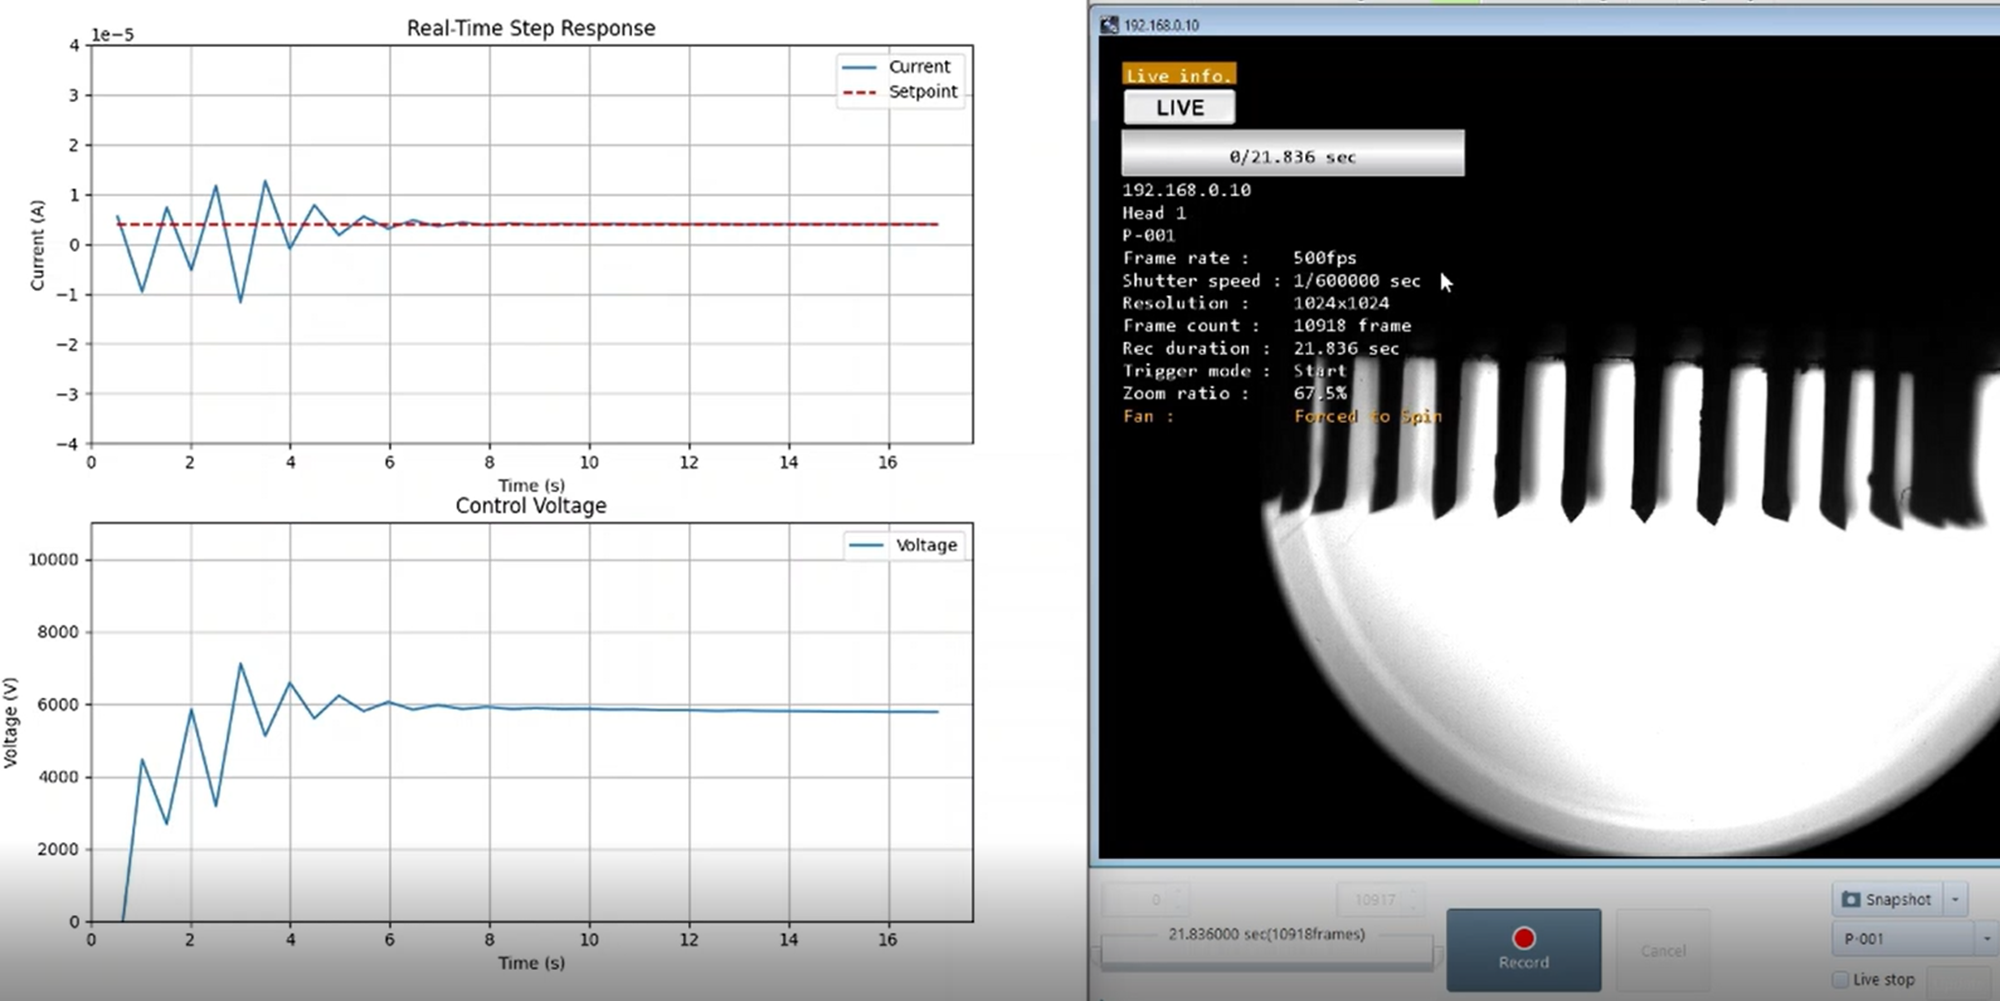 Real-Time Step Response
1e−5
Current
Setpoint
4
3
2
1
0
−1
−2
−3
−4
Current (A)
0 2 4 6 8 10 12 14 16
Time (s)
Control Voltage
Voltage
10000
8000
6000
4000
2000
0
Voltage (V)
0 2 4 6 8 10 12 14 16
Time (s)
192.168.0.10
Live info.
LIVE
0/21.836 sec
192.168.0.10
Head 1
P-001
Frame rate : 500fps
Shutter speed : 1/600000 sec
Resolution : 1024x1024
Frame count : 10918 frame
Rec duration : 21.836 sec
Trigger mode : Start
Zoom ratio : 67.5%
Fan : Forced to Spin
0 10917
21.836000 sec(10918frames)
Record
Cancel
Snapshot
P-001
Live stop